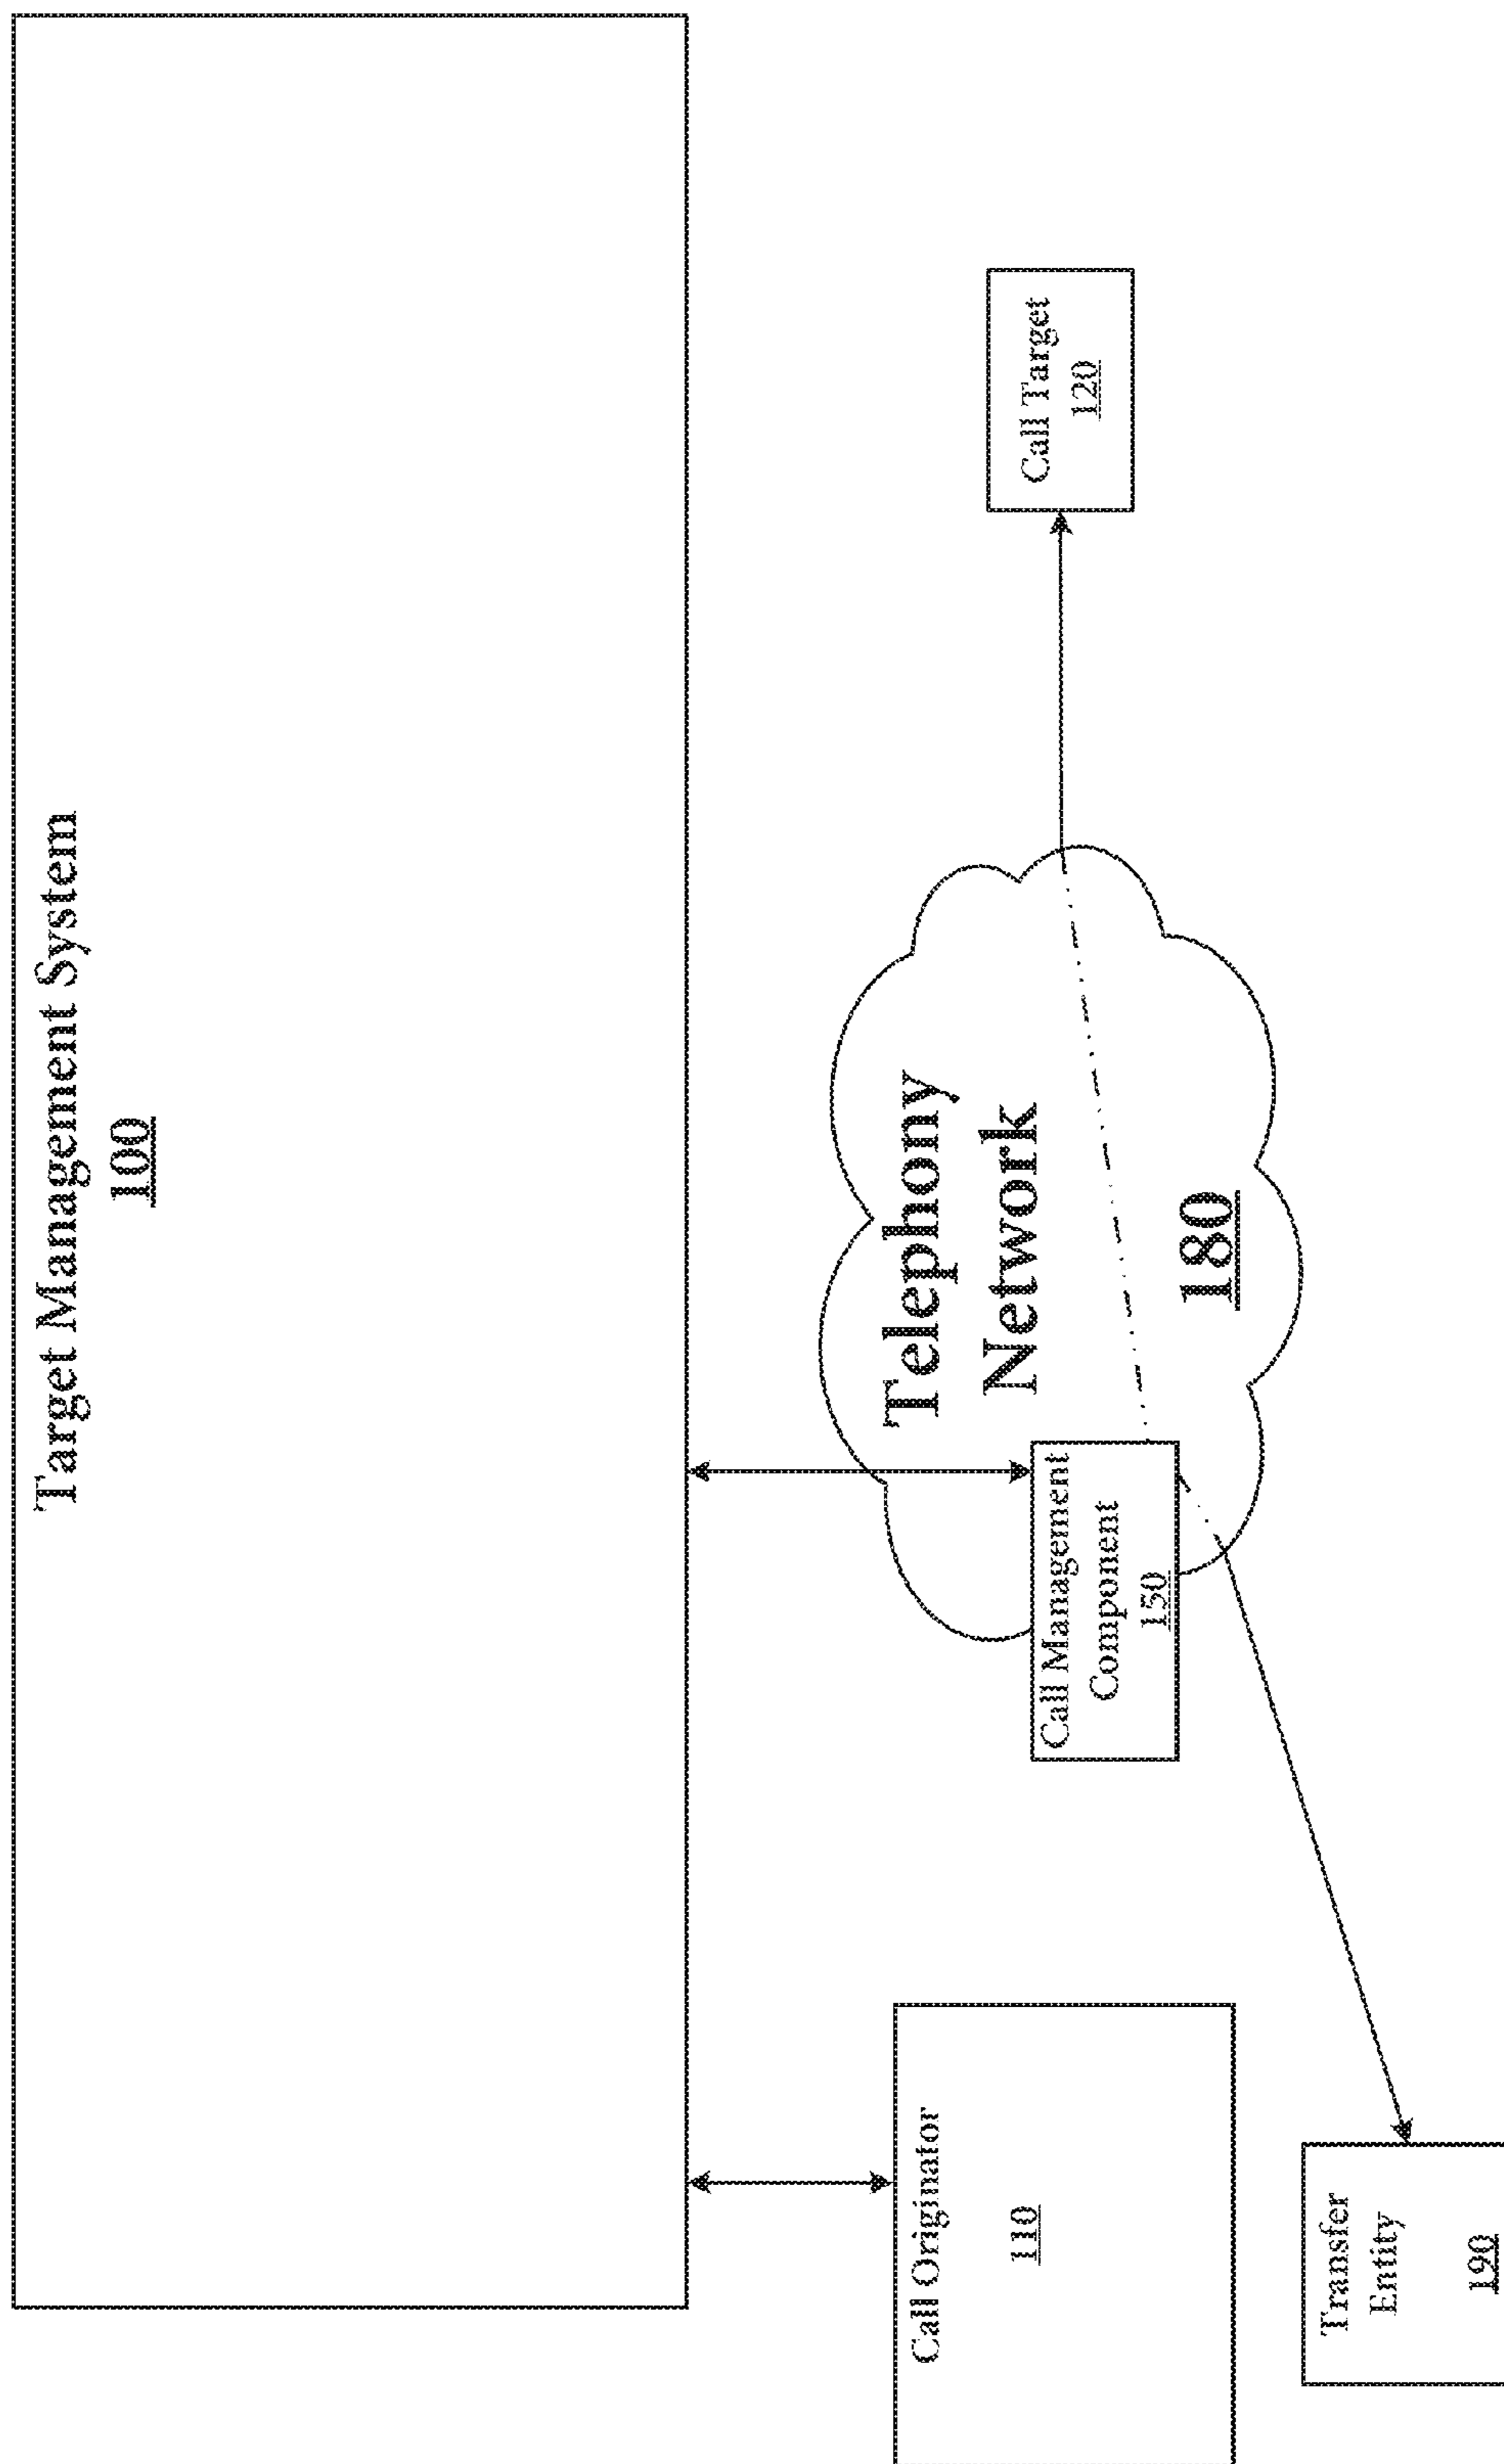 Target Management System
100
Telephony
Network
180
Call Management
Component
150
Call Target
120
Call Originator
110
Transfer
Entity
190